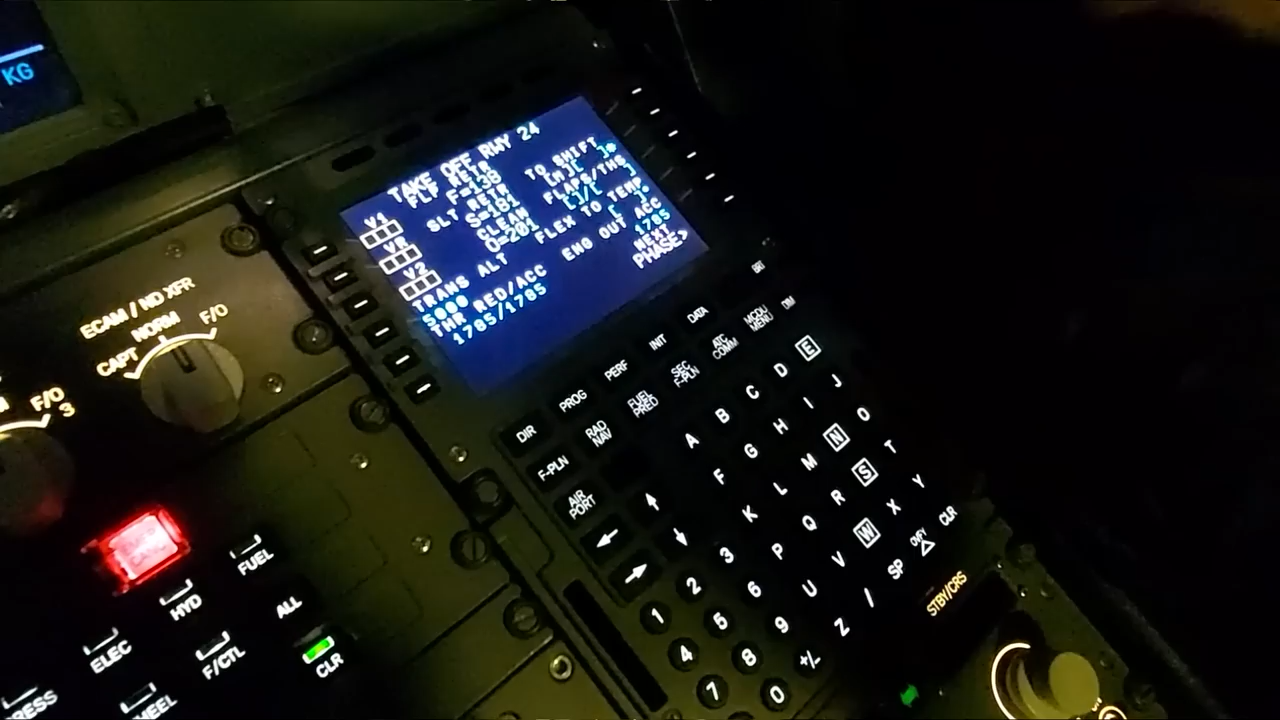 KG
TAKE OFF RWY 24
V1 FLP RETR TO SHIFT
F=138 [M][ ]*
VR SLT RETR FLAPS/THS
S=181 [ ]/[ ]
V2 CLEAN FLEX TO TEMP
O=201 [ ]°
TRANS ALT ENG OUT ACC
5000 1785
THR RED/ACC NEXT
1785/1785 PHASE>
ECAM / ND XFR
CAPT NORM F/O
F/O
3
DIR PROG PERF INIT DATA BRT
F-PLN RAD NAV FUEL PRED SEC F-PLN ATC COMM MCDU MENU DIM
AIR PORT
← ↑
→ ↓
A B C D E
F G H I J
K L M N O
P Q R S T
U V W X Y
Z / SP OVFY Δ CLR
1 2 3
4 5 6
7 8 9
0 +/-
FUEL
HYD ALL
ELEC F/CTL CLR
STBY/CRS